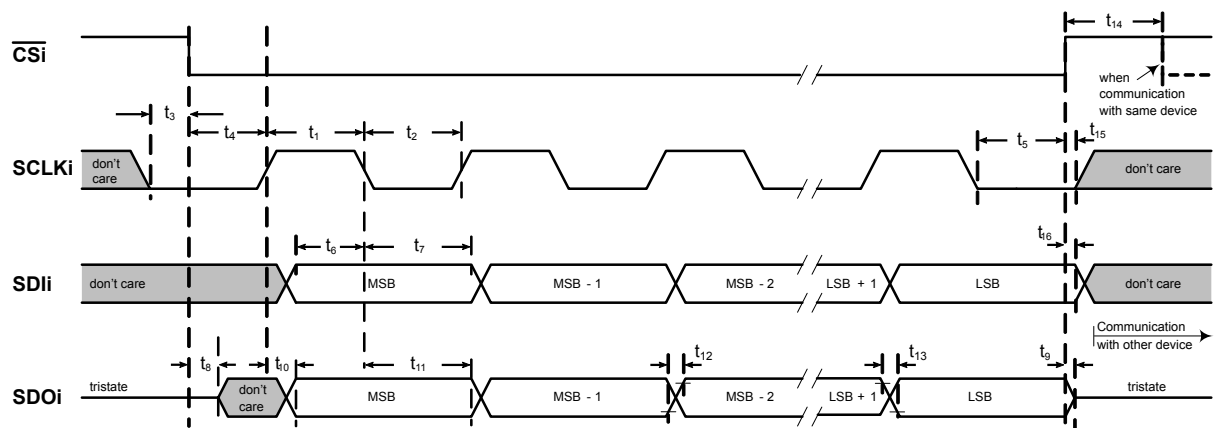 t14
CSi
when
communication
with same device
t3
t4
t1
t2
t5
t15
SCLKi
don't
care
don't care
t6
t7
t16
SDIi
don't care
MSB
MSB - 1
MSB - 2
LSB + 1
LSB
don't care
Communication
with other device
t8
t10
t11
t12
t13
t9
SDOi
tristate
don't
care
MSB
MSB - 1
MSB - 2
LSB + 1
LSB
tristate